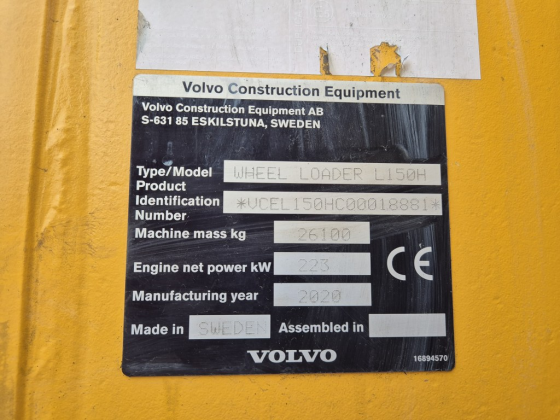 Volvo Construction Equipment
Volvo Construction Equipment AB
S-631 85 ESKILSTUNA, SWEDEN
Type/Model WHEEL LOADER L150H
Product
Identification *VCEL150HC00018881*
Number
Machine mass kg 26100
Engine net power kW 223
Manufacturing year 2020
Made in SWEDEN Assembled in
CE
VOLVO
16894570